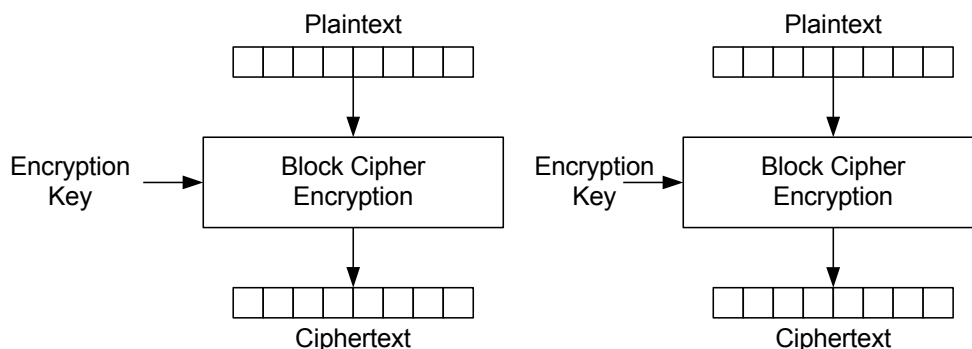 Plaintext
Encryption
Key
Block Cipher
Encryption
Ciphertext
Plaintext
Encryption
Key
Block Cipher
Encryption
Ciphertext